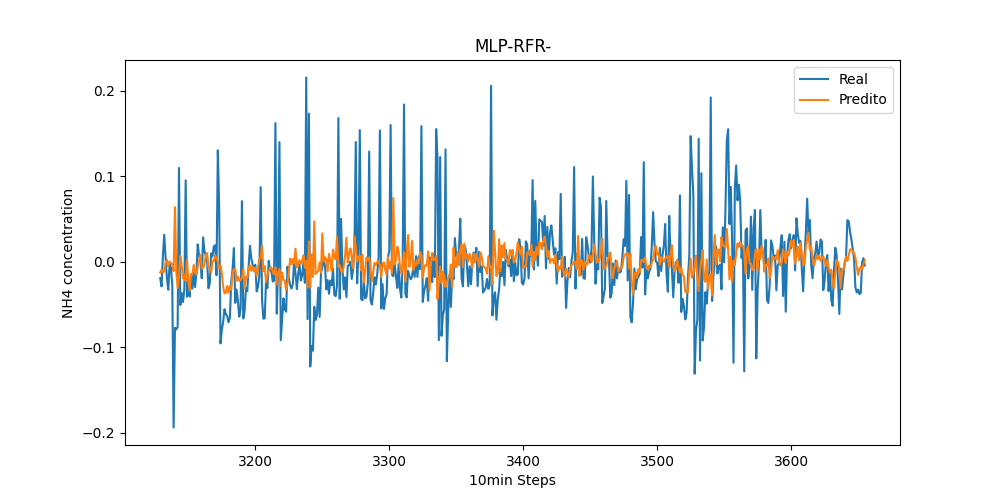 MLP-RFR-
Real
Predito
NH4 concentration
0.2
0.1
0.0
−0.1
−0.2
3200
3300
3400
3500
3600
10min Steps